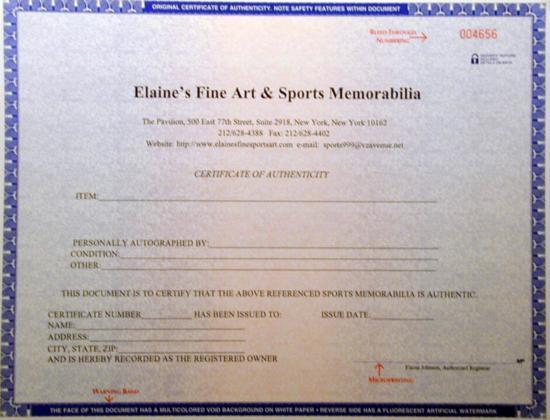 ORIGINAL CERTIFICATE OF AUTHENTICITY. NOTE SAFETY FEATURES WITHIN DOCUMENT
BLEED THROUGH
NUMBERING
004656
Elaine's Fine Art & Sports Memorabilia
The Pavilion, 500 East 77th Street, Suite 2918, New York, New York 10162
212/628-4388 Fax: 212/628-4402
Website: http://www.elainesfinesportsart.com e-mail: sports999@vzavenue.net
CERTIFICATE OF AUTHENTICITY
ITEM:
PERSONALLY AUTOGRAPHED BY:
CONDITION:
OTHER:
THIS DOCUMENT IS TO CERTIFY THAT THE ABOVE REFERENCED SPORTS MEMORABILIA IS AUTHENTIC.
CERTIFICATE NUMBER HAS BEEN ISSUED TO: ISSUE DATE
NAME:
ADDRESS:
CITY, STATE, ZIP:
AND IS HEREBY RECORDED AS THE REGISTERED OWNER
MP
Elaine Johnson, Authorized Registrar
MICROPRINTING
WARNING BAND
THE FACE OF THIS DOCUMENT HAS A MULTICOLORED VOID BACKGROUND ON WHITE PAPER • REVERSE SIDE HAS A FLUORESCENT ARTIFICIAL WATERMARK